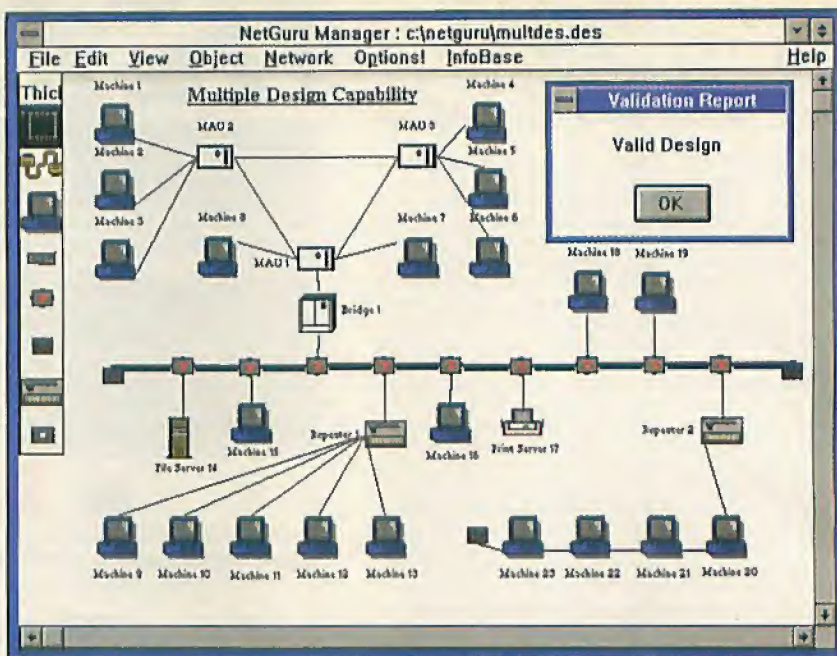 NetGuru Manager : c:\netguru\multdes.des
File Edit View Object Network Options! InfoBase Help
Thick
Multiple Design Capability
Machine 1
MAU 2
MAU 3
Machine 4
Validation Report
Valid Design
OK
Machine 2
Machine 5
Machine 3
Machine 8
Machine 7
Machine 6
MAU 1
Machine 18
Machine 19
Bridge 1
File Server 14
Machine 15
Repeater 1
Machine 16
Print Server 17
Repeater 2
Machine 9
Machine 10
Machine 11
Machine 12
Machine 13
Machine 23
Machine 22
Machine 21
Machine 20